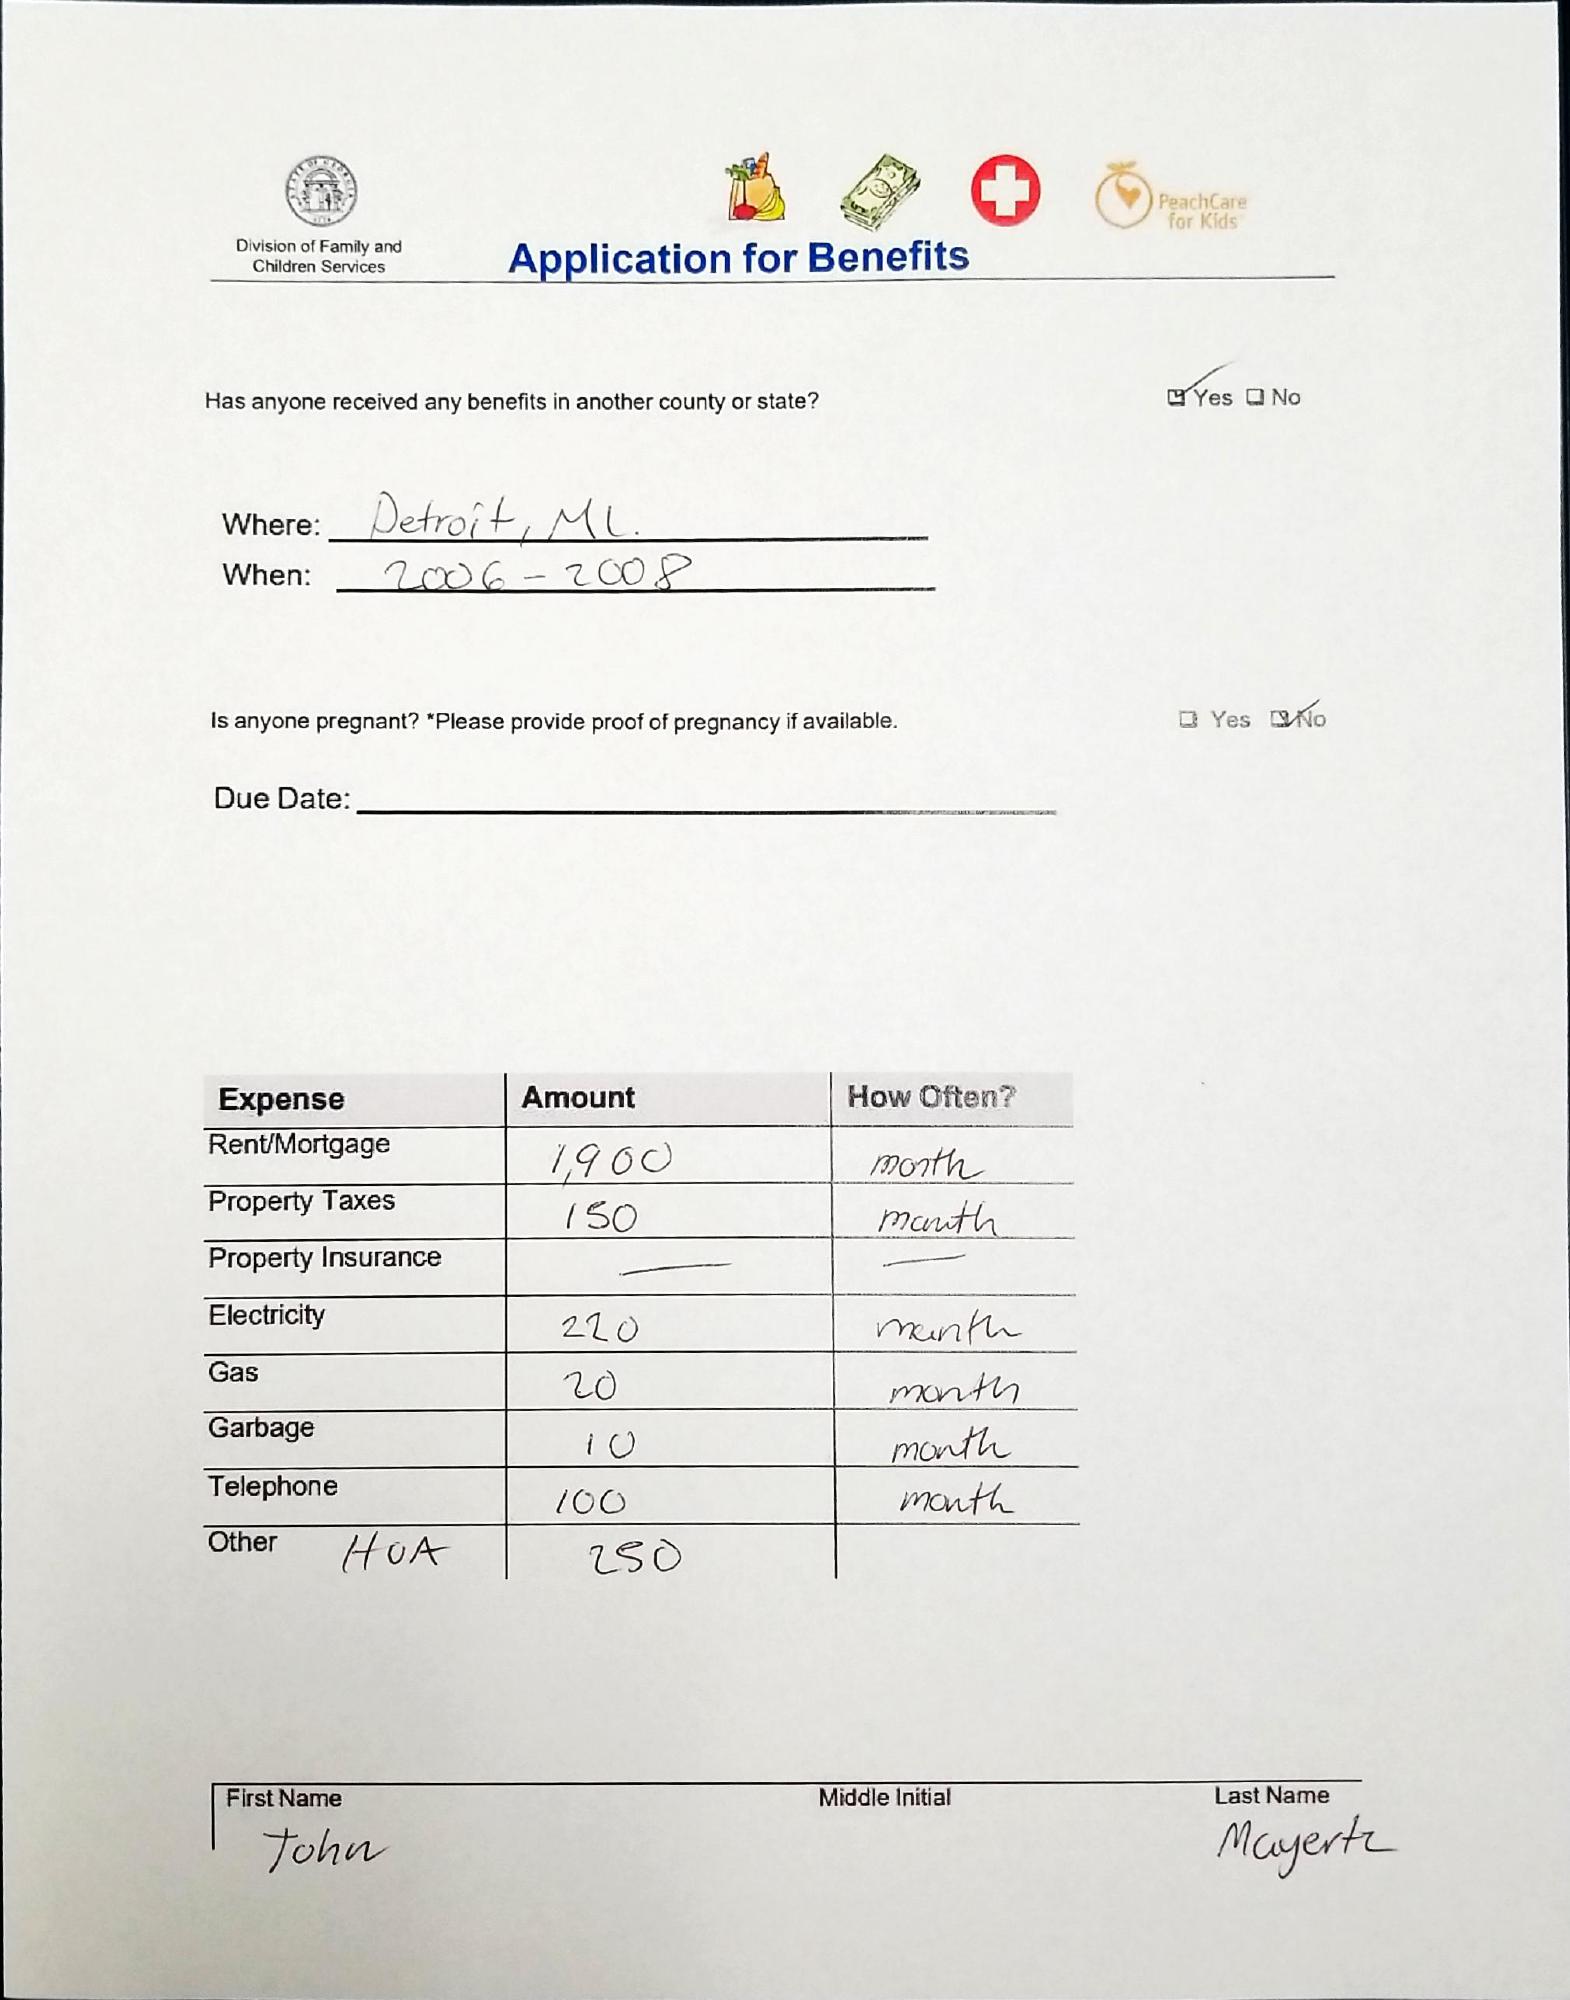 STATE OF GEORGIA
1776
Division of Family and
Children Services
Application for Benefits
PeachCare
for Kids
Has anyone received any benefits in another county or state? Yes No
Where: Detroit, MI.
When: 2006 - 2008
Is anyone pregnant? *Please provide proof of pregnancy if available. Yes No
Due Date:
Expense Amount How Often?
Rent/Mortgage 1,900 month
Property Taxes 150 month
Property Insurance — —
Electricity 220 month
Gas 20 month
Garbage 10 month
Telephone 100 month
Other HOA 250
First Name Middle Initial Last Name
John Mayertz